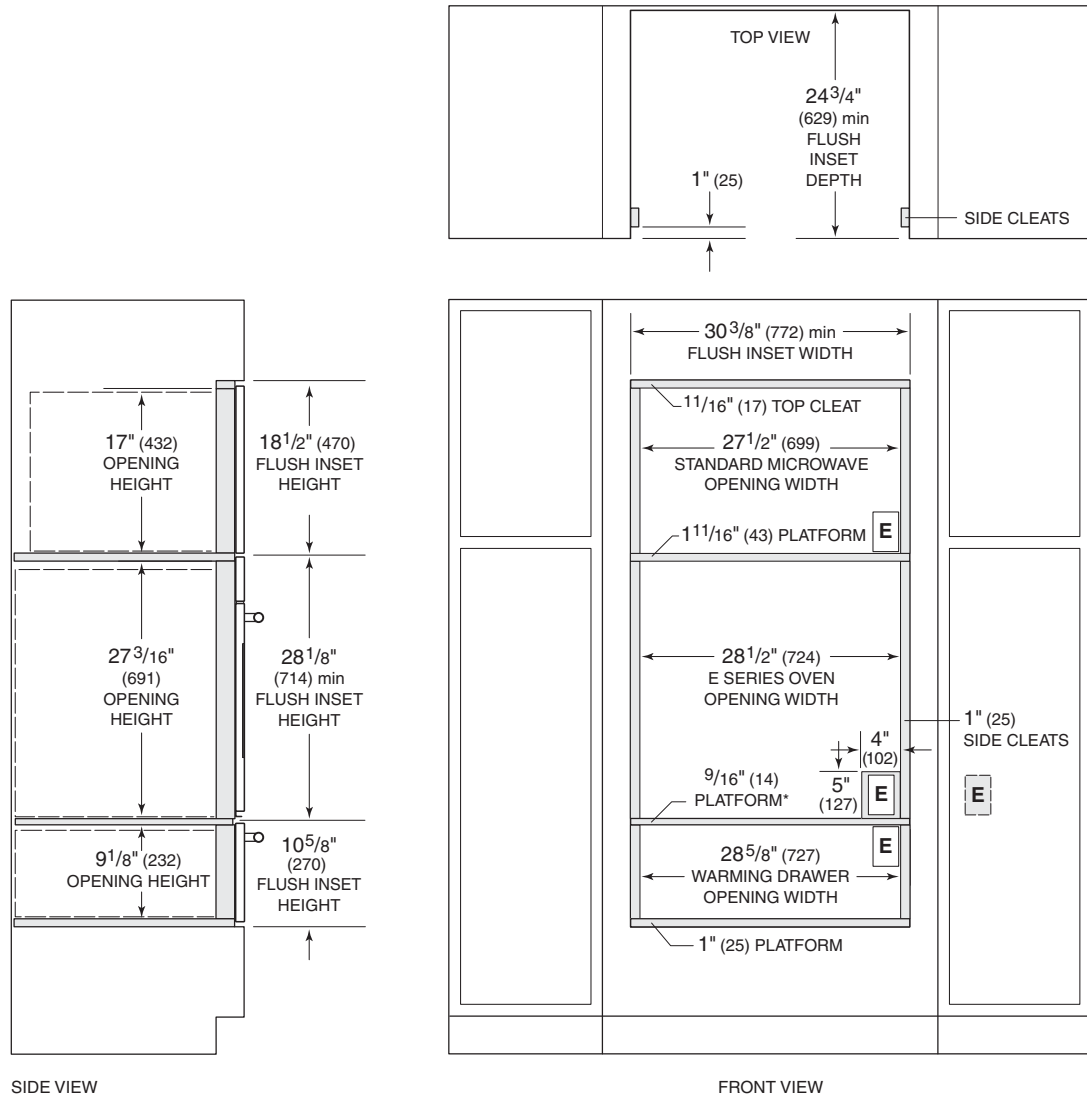 TOP VIEW
24 3/4"
(629) min
FLUSH
INSET
DEPTH
1" (25)
SIDE CLEATS
17" (432)
OPENING
HEIGHT
18 1/2" (470)
FLUSH INSET
HEIGHT
27 3/16"
(691)
OPENING
HEIGHT
28 1/8"
(714) min
FLUSH INSET
HEIGHT
9 1/8" (232)
OPENING HEIGHT
10 5/8"
(270)
FLUSH INSET
HEIGHT
SIDE VIEW
30 3/8" (772) min
FLUSH INSET WIDTH
11/16" (17) TOP CLEAT
27 1/2" (699)
STANDARD MICROWAVE
OPENING WIDTH
E
1 11/16" (43) PLATFORM
28 1/2" (724)
E SERIES OVEN
OPENING WIDTH
1" (25)
SIDE CLEATS
4"
(102)
9/16" (14)
PLATFORM*
5"
(127)
E
E
E
28 5/8" (727)
WARMING DRAWER
OPENING WIDTH
1" (25) PLATFORM
FRONT VIEW